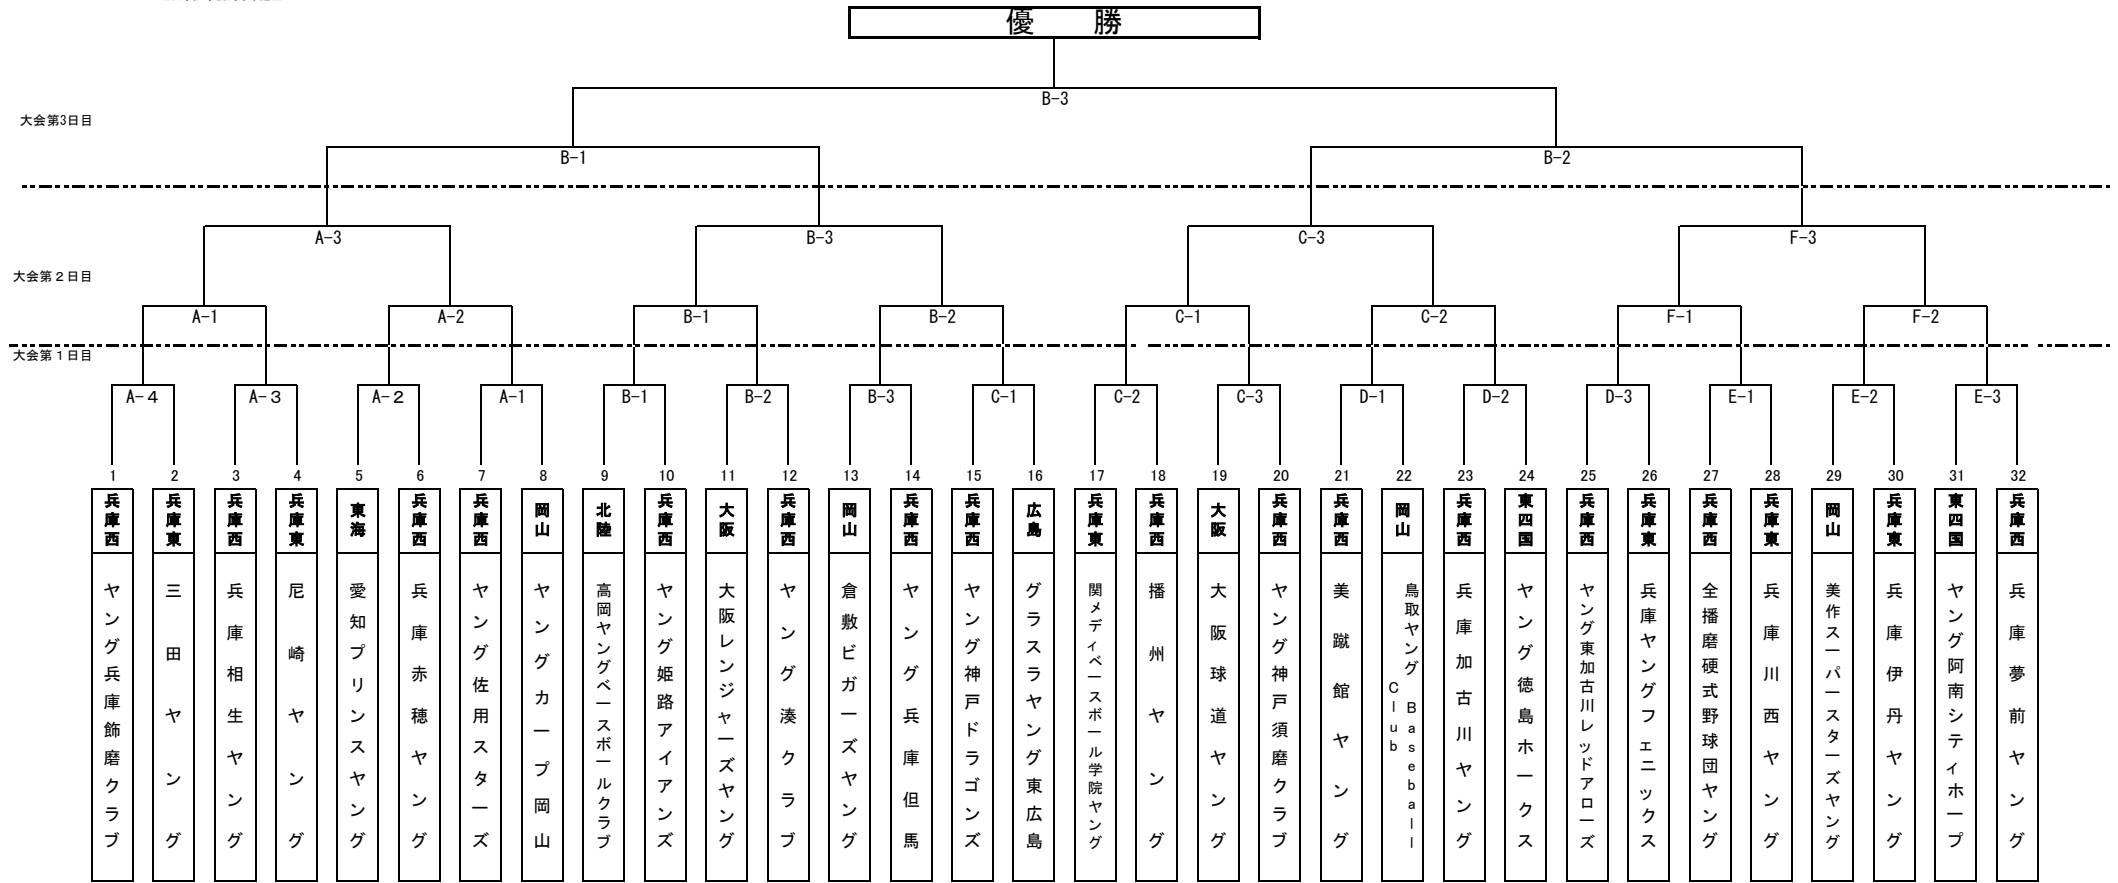 優　　勝
B-3
大会第3日目
B-1
B-2
A-3
B-3
C-3
F-3
大会第２日目
A-1
A-2
B-1
B-2
C-1
C-2
F-1
F-2
大会第１日目
A-４
A-３
A-２
A-1
B-1
B-2
B-3
C-1
C-2
C-3
D-1
D-2
D-3
E-1
E-2
E-3
1
兵庫西
ヤング兵庫飾磨クラブ
2
兵庫東
三田ヤング
3
兵庫西
兵庫相生ヤング
4
兵庫東
尼崎ヤング
5
東海
愛知プリンスヤング
6
兵庫西
兵庫赤穂ヤング
7
兵庫西
ヤング佐用スターズ
8
岡山
ヤングカープ岡山
9
北陸
高岡ヤングベースボールクラブ
10
兵庫西
ヤング姫路アイアンズ
11
大阪
大阪レンジャーズヤング
12
兵庫西
ヤング湊クラブ
13
岡山
倉敷ビガーズヤング
14
兵庫西
ヤング兵庫但馬
15
兵庫西
ヤング神戸ドラゴンズ
16
広島
グラスラヤング東広島
17
兵庫東
関メディベースボール学院ヤング
18
兵庫西
播州ヤング
19
大阪
大阪球道ヤング
20
兵庫西
ヤング神戸須磨クラブ
21
兵庫西
美蹴館ヤング
22
岡山
鳥取ヤング Baseball
Club
23
兵庫西
兵庫加古川ヤング
24
東四国
ヤング徳島ホークス
25
兵庫西
ヤング東加古川レッドアローズ
26
兵庫東
兵庫ヤングフェニックス
27
兵庫西
全播磨硬式野球団ヤング
28
兵庫東
兵庫川西ヤング
29
岡山
美作スーパースターズヤング
30
兵庫東
兵庫伊丹ヤング
31
東四国
ヤング阿南シティホープ
32
兵庫西
兵庫夢前ヤング